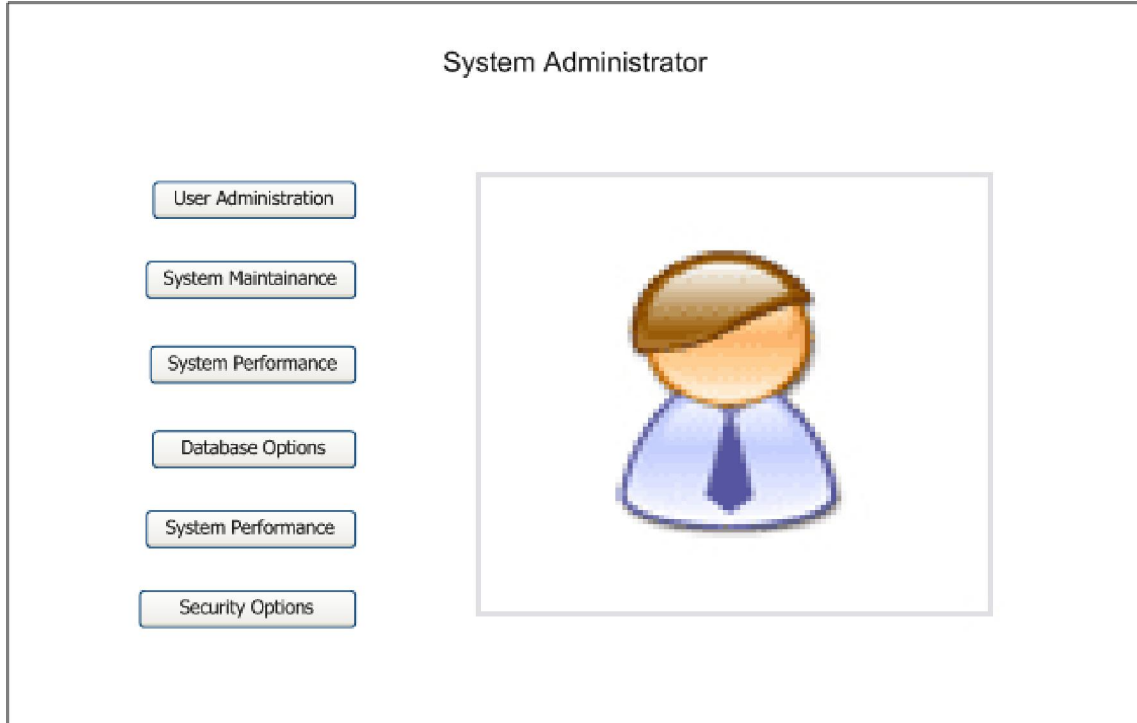 System Administrator
User Administration
System Maintainance
System Performance
Database Options
System Performance
Security Options